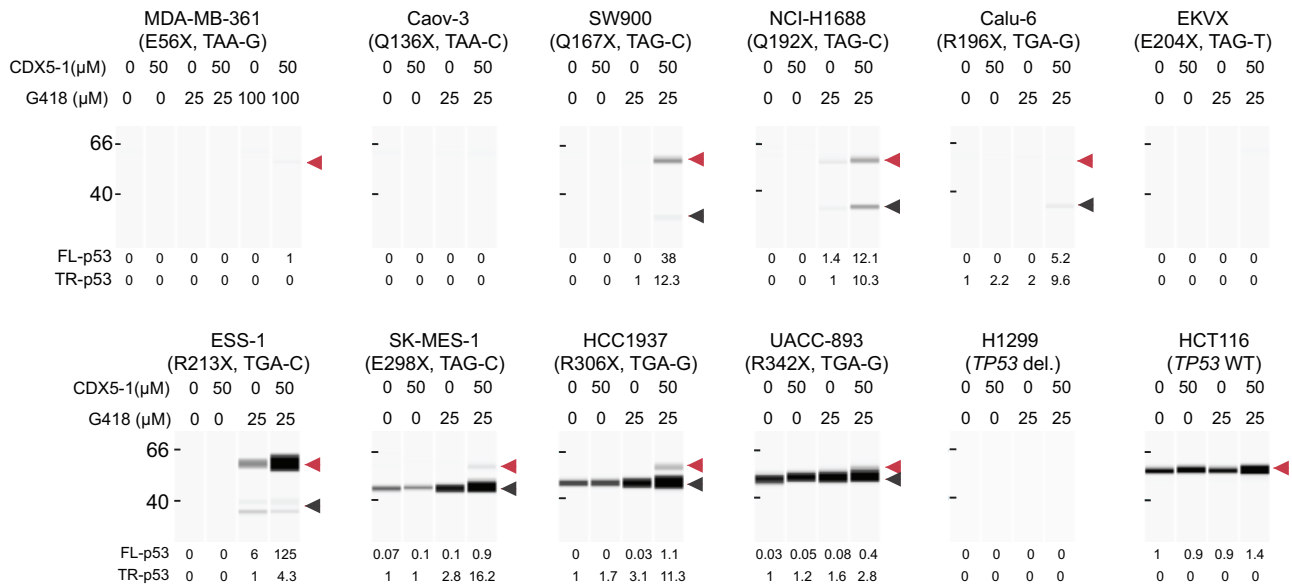 MDA-MB-361 Caov-3 SW900 NCI-H1688 Calu-6 EKVX
(E56X, TAA-G) (Q136X, TAA-C) (Q167X, TAG-C) (Q192X, TAG-C) (R196X, TGA-G) (E204X, TAG-T)
CDX5-1(µM) 0 50 0 50 0 50 0 50 0 50 0 50 0 50 0 50 0 50 0 50 0 50 0 50 0 50
G418 (µM) 0 0 25 25 100 100 0 0 25 25 0 0 25 25 0 0 25 25 0 0 25 25 0 0 25 25
66-
40-
FL-p53 0 0 0 0 0 1 0 0 0 0 0 0 0 38 0 0 1.4 12.1 0 0 0 5.2 0 0 0 0
TR-p53 0 0 0 0 0 0 0 0 0 0 0 0 1 12.3 0 0 1 10.3 1 2.2 2 9.6 0 0 0 0
ESS-1 SK-MES-1 HCC1937 UACC-893 H1299 HCT116
(R213X, TGA-C) (E298X, TAG-C) (R306X, TGA-G) (R342X, TGA-G) (TP53 del.) (TP53 WT)
CDX5-1(µM) 0 50 0 50 0 50 0 50 0 50 0 50 0 50 0 50 0 50 0 50 0 50 0 50
G418 (µM) 0 0 25 25 0 0 25 25 0 0 25 25 0 0 25 25 0 0 25 25 0 0 25 25
66
40
FL-p53 0 0 6 125 0.07 0.1 0.1 0.9 0 0 0.03 1.1 0.03 0.05 0.08 0.4 0 0 0 0 1 0.9 0.9 1.4
TR-p53 0 0 1 4.3 1 1 2.8 16.2 1 1.7 3.1 11.3 1 1.2 1.6 2.8 0 0 0 0 0 0 0 0